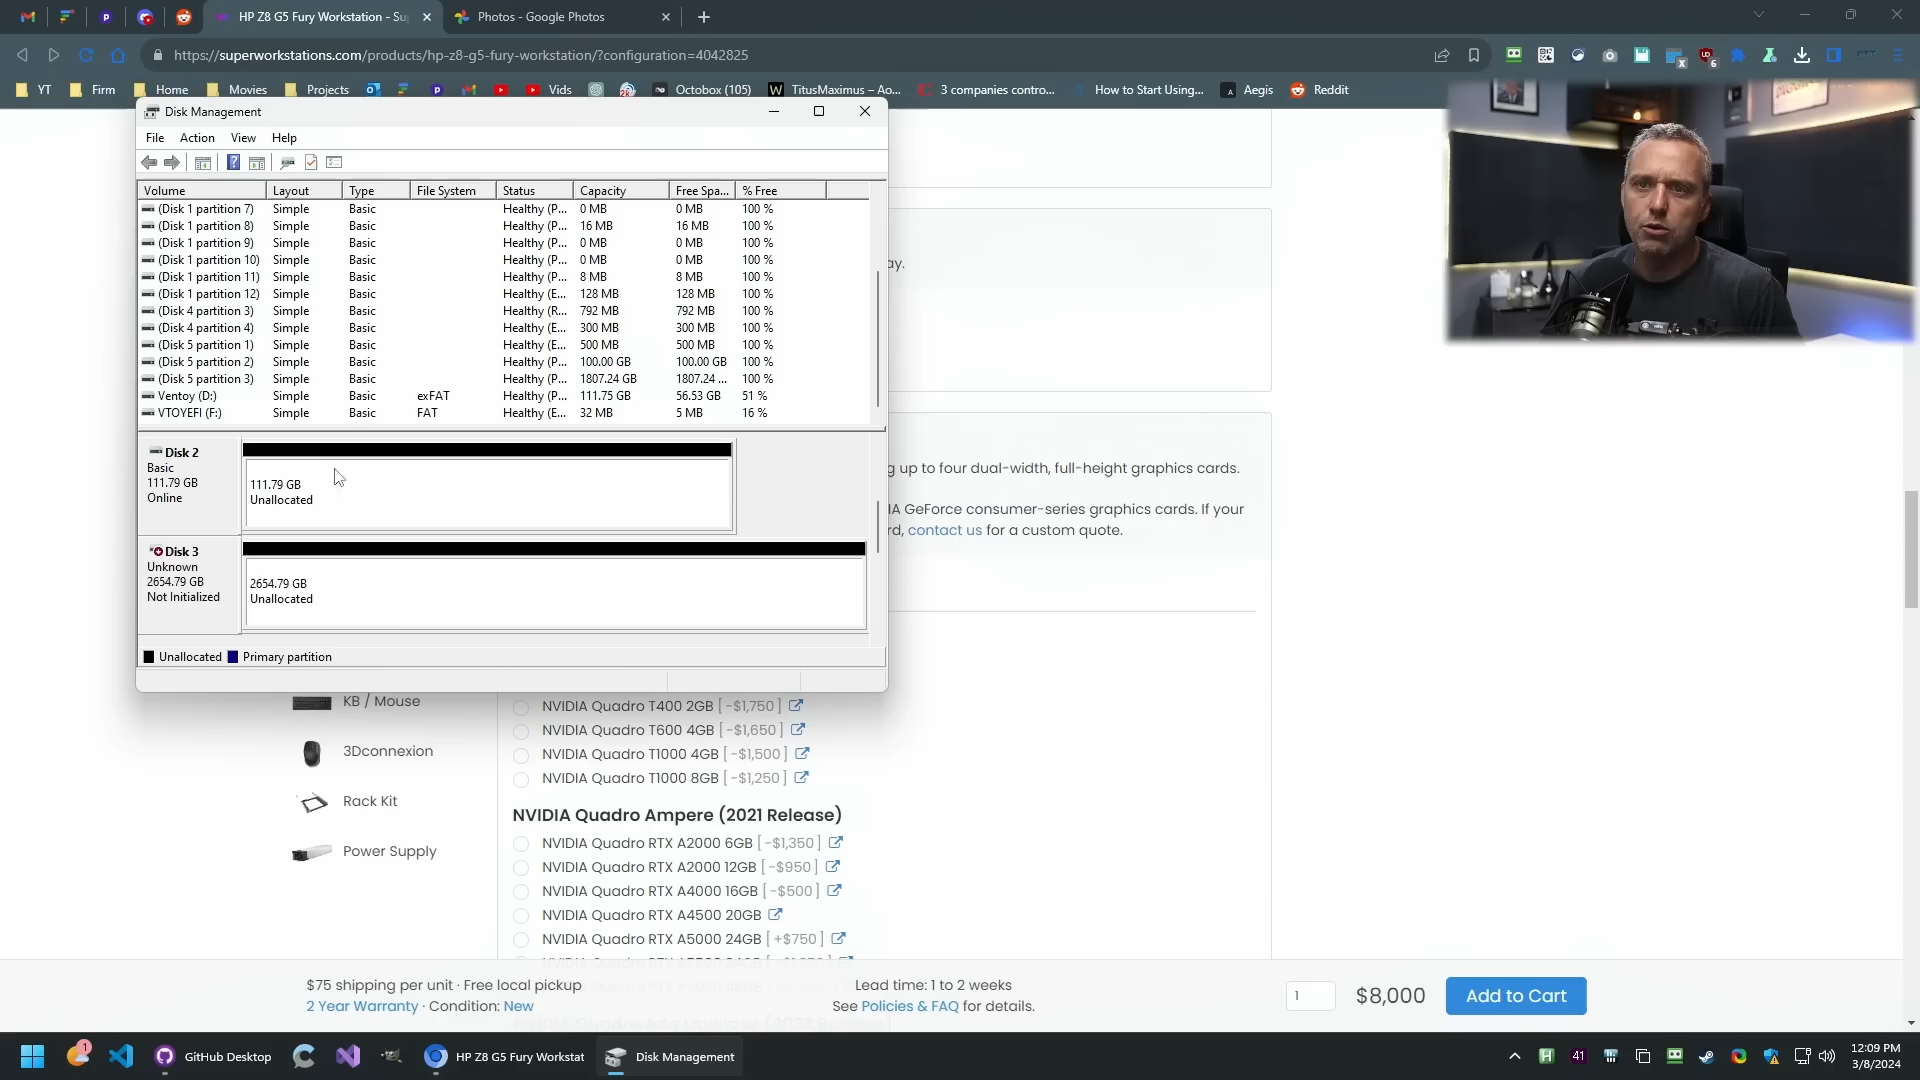 HP Z8 G5 Fury Workstation - Su
Photos - Google Photos
https://superworkstations.com/products/hp-z8-g5-fury-workstation/?configuration=4042825
YT
Firm
Home
Movies
Projects
Vids
Octobox (105)
TitusMaximus – Ao...
3 companies contro...
How to Start Using...
Aegis
Reddit
Disk Management
File Action View Help
Volume Layout Type File System Status Capacity Free Spa... % Free
(Disk 1 partition 7) Simple Basic Healthy (P... 0 MB 0 MB 100 %
(Disk 1 partition 8) Simple Basic Healthy (P... 16 MB 16 MB 100 %
(Disk 1 partition 9) Simple Basic Healthy (P... 0 MB 0 MB 100 %
(Disk 1 partition 10) Simple Basic Healthy (P... 0 MB 0 MB 100 %
(Disk 1 partition 11) Simple Basic Healthy (P... 8 MB 8 MB 100 %
(Disk 1 partition 12) Simple Basic Healthy (E... 128 MB 128 MB 100 %
(Disk 4 partition 3) Simple Basic Healthy (R... 792 MB 792 MB 100 %
(Disk 4 partition 4) Simple Basic Healthy (E... 300 MB 300 MB 100 %
(Disk 5 partition 1) Simple Basic Healthy (E... 500 MB 500 MB 100 %
(Disk 5 partition 2) Simple Basic Healthy (P... 100.00 GB 100.00 GB 100 %
(Disk 5 partition 3) Simple Basic Healthy (P... 1807.24 GB 1807.24 ... 100 %
Ventoy (D:) Simple Basic exFAT Healthy (P... 111.75 GB 56.53 GB 51 %
VTOYEFI (F:) Simple Basic FAT Healthy (E... 32 MB 5 MB 16 %
Disk 2
Basic
111.79 GB
Online
111.79 GB
Unallocated
Disk 3
Unknown
2654.79 GB
Not Initialized
2654.79 GB
Unallocated
Unallocated Primary partition
ay.
g up to four dual-width, full-height graphics cards.
IA GeForce consumer-series graphics cards. If your
rd, contact us for a custom quote.
KB / Mouse
3Dconnexion
Rack Kit
Power Supply
NVIDIA Quadro T400 2GB [ -$1,750 ]
NVIDIA Quadro T600 4GB [ -$1,650 ]
NVIDIA Quadro T1000 4GB [ -$1,500 ]
NVIDIA Quadro T1000 8GB [ -$1,250 ]
NVIDIA Quadro Ampere (2021 Release)
NVIDIA Quadro RTX A2000 6GB [ -$1,350 ]
NVIDIA Quadro RTX A2000 12GB [ -$950 ]
NVIDIA Quadro RTX A4000 16GB [ -$500 ]
NVIDIA Quadro RTX A4500 20GB
NVIDIA Quadro RTX A5000 24GB [ +$750 ]
$75 shipping per unit · Free local pickup
2 Year Warranty · Condition: New
Lead time: 1 to 2 weeks
See Policies & FAQ for details.
1
$8,000
Add to Cart
1
GitHub Desktop
HP Z8 G5 Fury Workstat
Disk Management
41
12:09 PM
3/8/2024